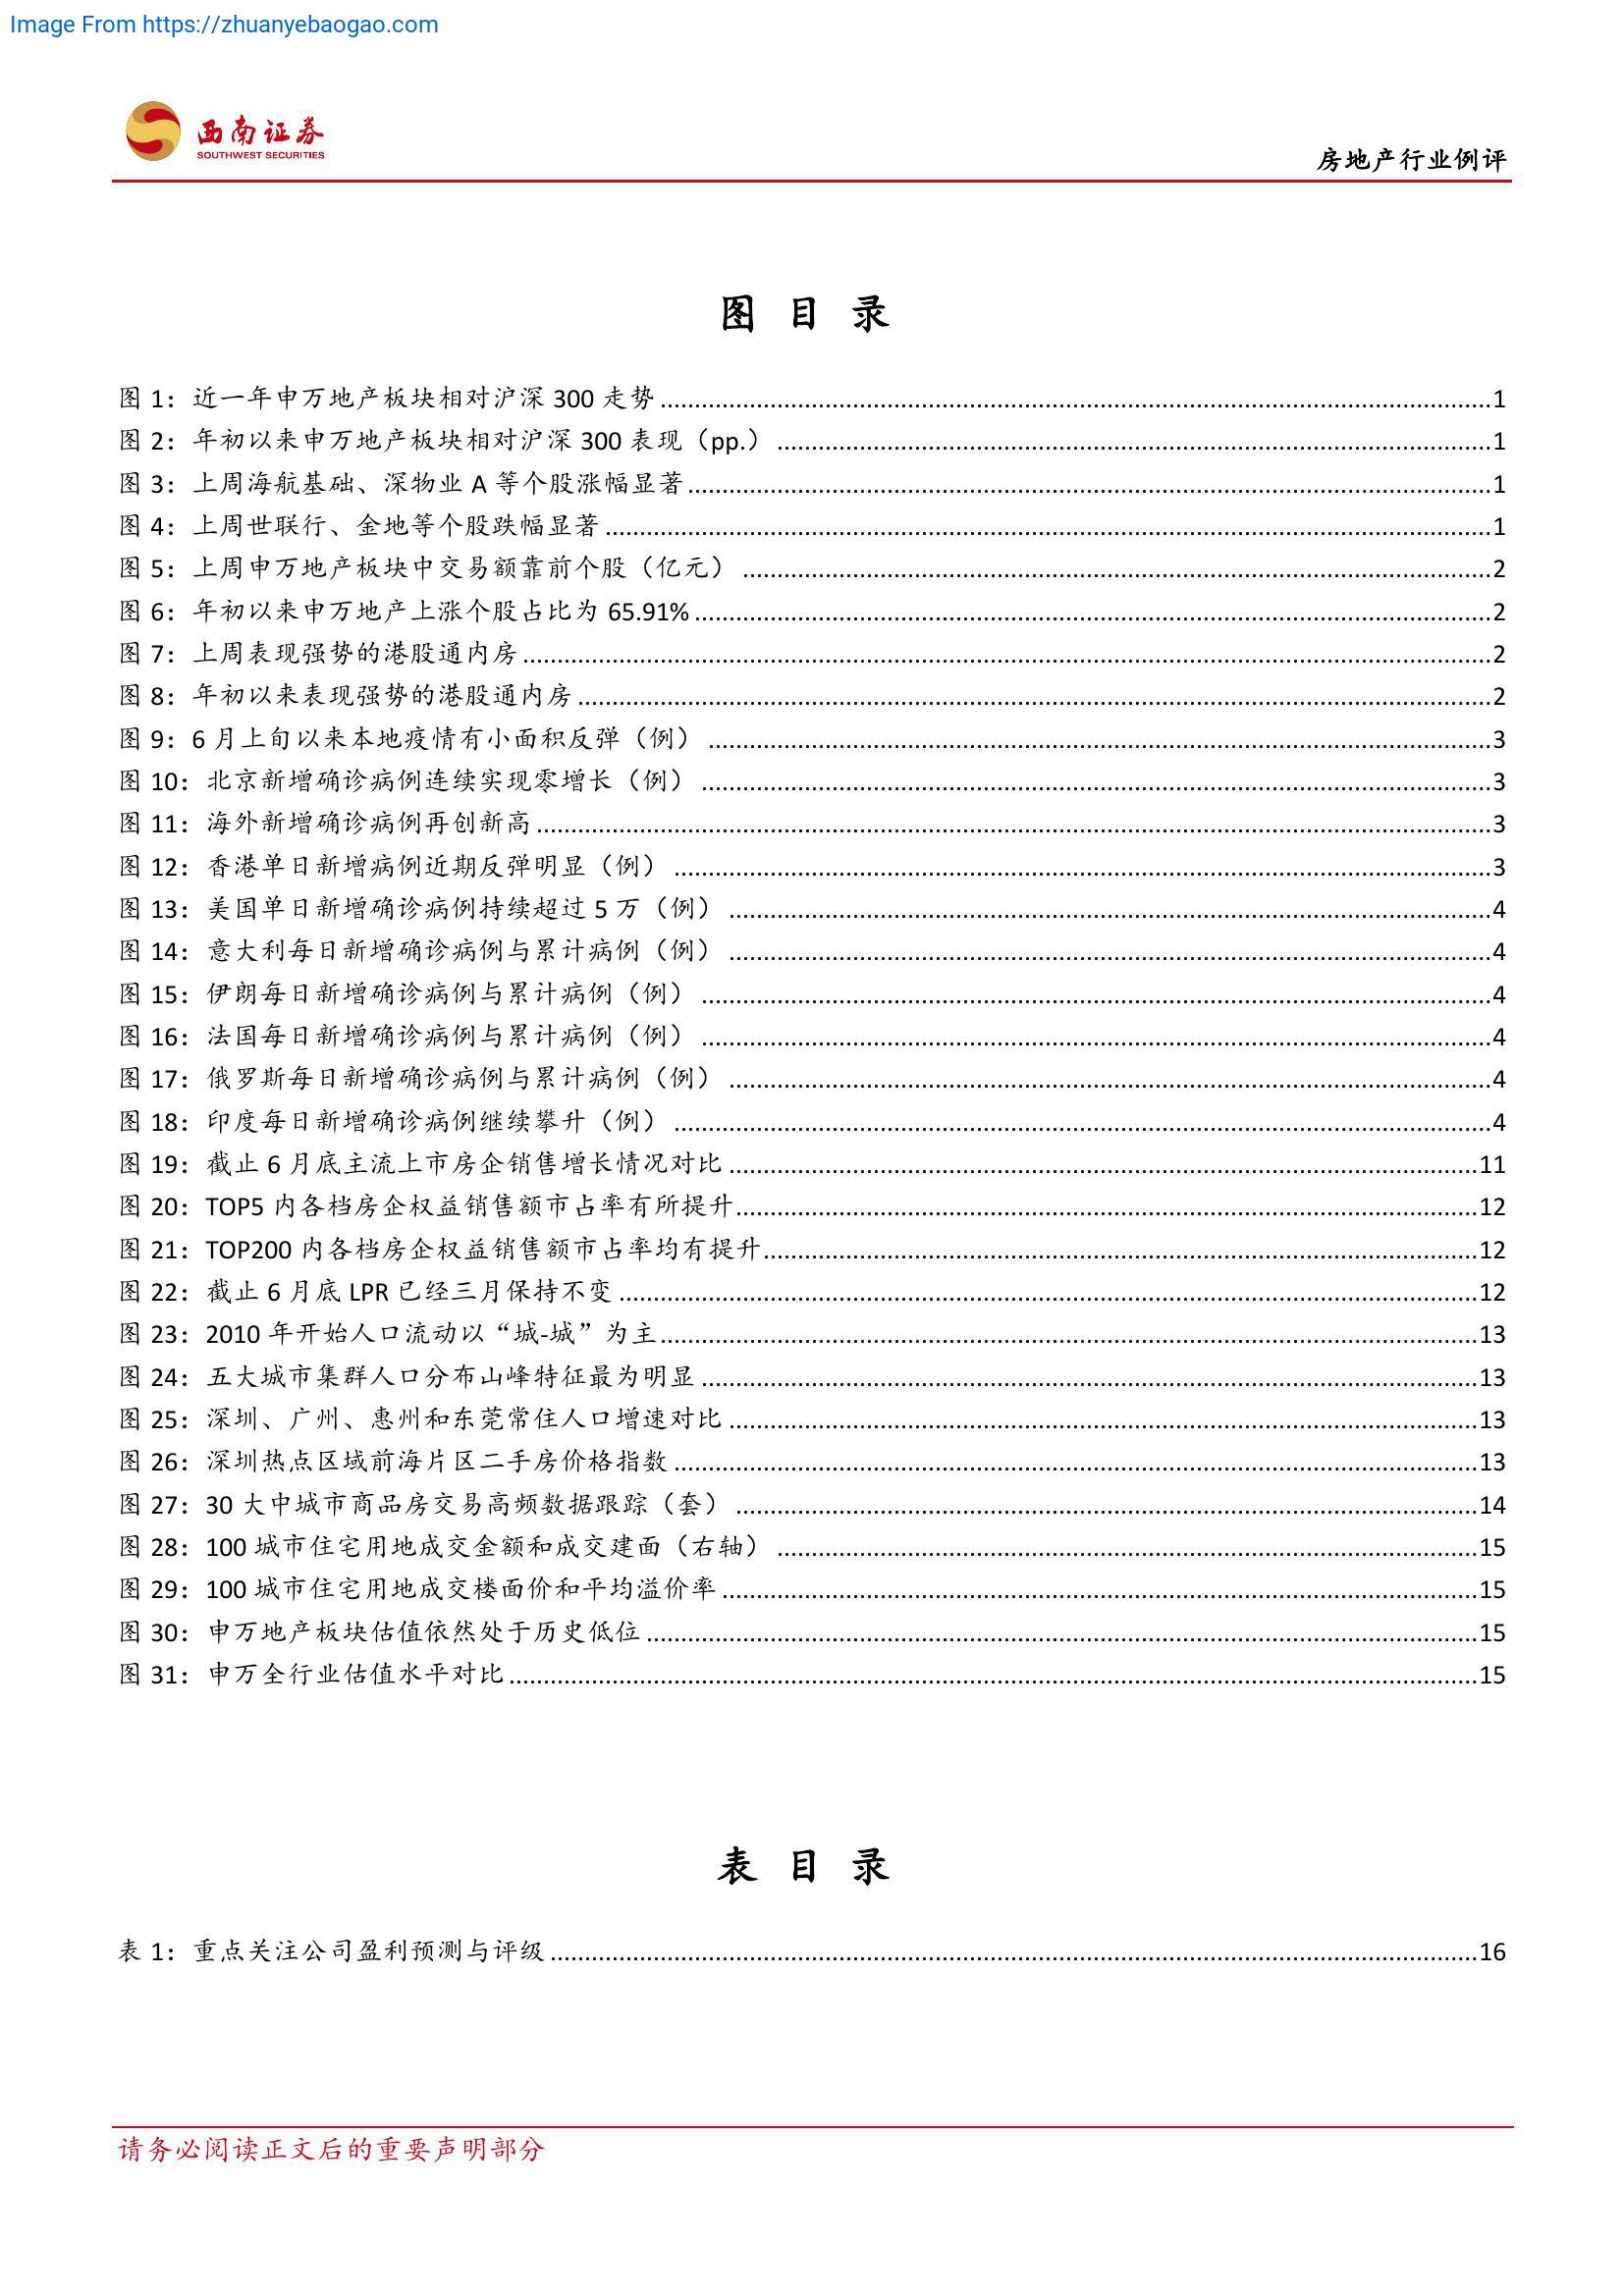 Image From https://zhuanyebaogao.com
西南证券
SOUTHWEST SECURITIES
房地产行业例评
图 目 录
图 1：近一年申万地产板块相对沪深 300 走势 1
图 2：年初以来申万地产板块相对沪深 300 表现（pp.） 1
图 3：上周海航基础、深物业 A 等个股涨幅显著 1
图 4：上周世联行、金地等个股跌幅显著 1
图 5：上周申万地产板块中交易额靠前个股（亿元） 2
图 6：年初以来申万地产上涨个股占比为 65.91% 2
图 7：上周表现强势的港股通内房 2
图 8：年初以来表现强势的港股通内房 2
图 9：6 月上旬以来本地疫情有小面积反弹（例） 3
图 10：北京新增确诊病例连续实现零增长（例） 3
图 11：海外新增确诊病例再创新高 3
图 12：香港单日新增病例近期反弹明显（例） 3
图 13：美国单日新增确诊病例持续超过 5 万（例） 4
图 14：意大利每日新增确诊病例与累计病例（例） 4
图 15：伊朗每日新增确诊病例与累计病例（例） 4
图 16：法国每日新增确诊病例与累计病例（例） 4
图 17：俄罗斯每日新增确诊病例与累计病例（例） 4
图 18：印度每日新增确诊病例继续攀升（例） 4
图 19：截止 6 月底主流上市房企销售增长情况对比 11
图 20：TOP5 内各档房企权益销售额市占率有所提升 12
图 21：TOP200 内各档房企权益销售额市占率均有提升 12
图 22：截止 6 月底 LPR 已经三月保持不变 12
图 23：2010 年开始人口流动以“城-城”为主 13
图 24：五大城市集群人口分布山峰特征最为明显 13
图 25：深圳、广州、惠州和东莞常住人口增速对比 13
图 26：深圳热点区域前海片区二手房价格指数 13
图 27：30 大中城市商品房交易高频数据跟踪（套） 14
图 28：100 城市住宅用地成交金额和成交建面（右轴） 15
图 29：100 城市住宅用地成交楼面价和平均溢价率 15
图 30：申万地产板块估值依然处于历史低位 15
图 31：申万全行业估值水平对比 15
表 目 录
表 1：重点关注公司盈利预测与评级 16
请务必阅读正文后的重要声明部分